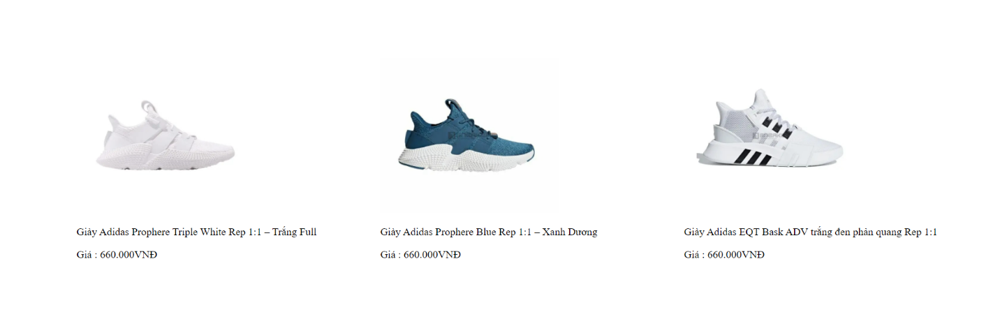 Giày Adidas Prophere Triple White Rep 1:1 – Trắng Full
Giá : 660.000VNĐ
Giày Adidas Prophere Blue Rep 1:1 – Xanh Dương
Giá : 660.000VNĐ
Giày Adidas EQT Bask ADV trắng đen phản quang Rep 1:1
Giá : 660.000VNĐ